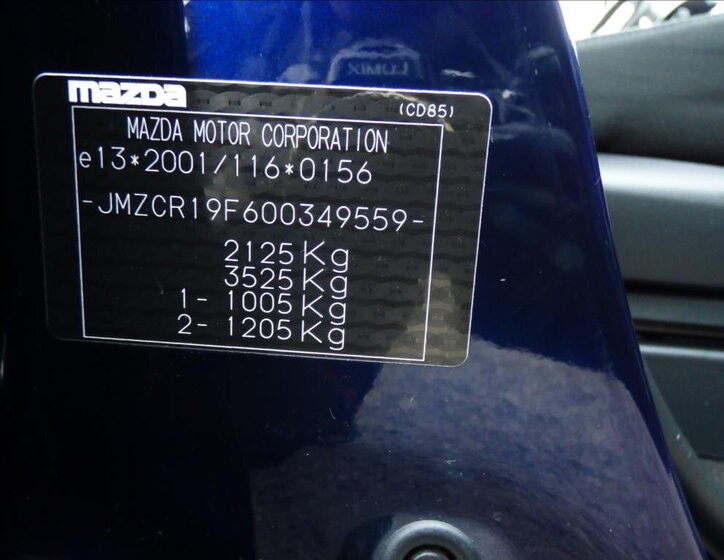 mazda
(CD85)
MAZDA MOTOR CORPORATION
e13*2001/116*0156
-JMZCR19F600349559-
2125Kg
3525Kg
1- 1005Kg
2- 1205Kg